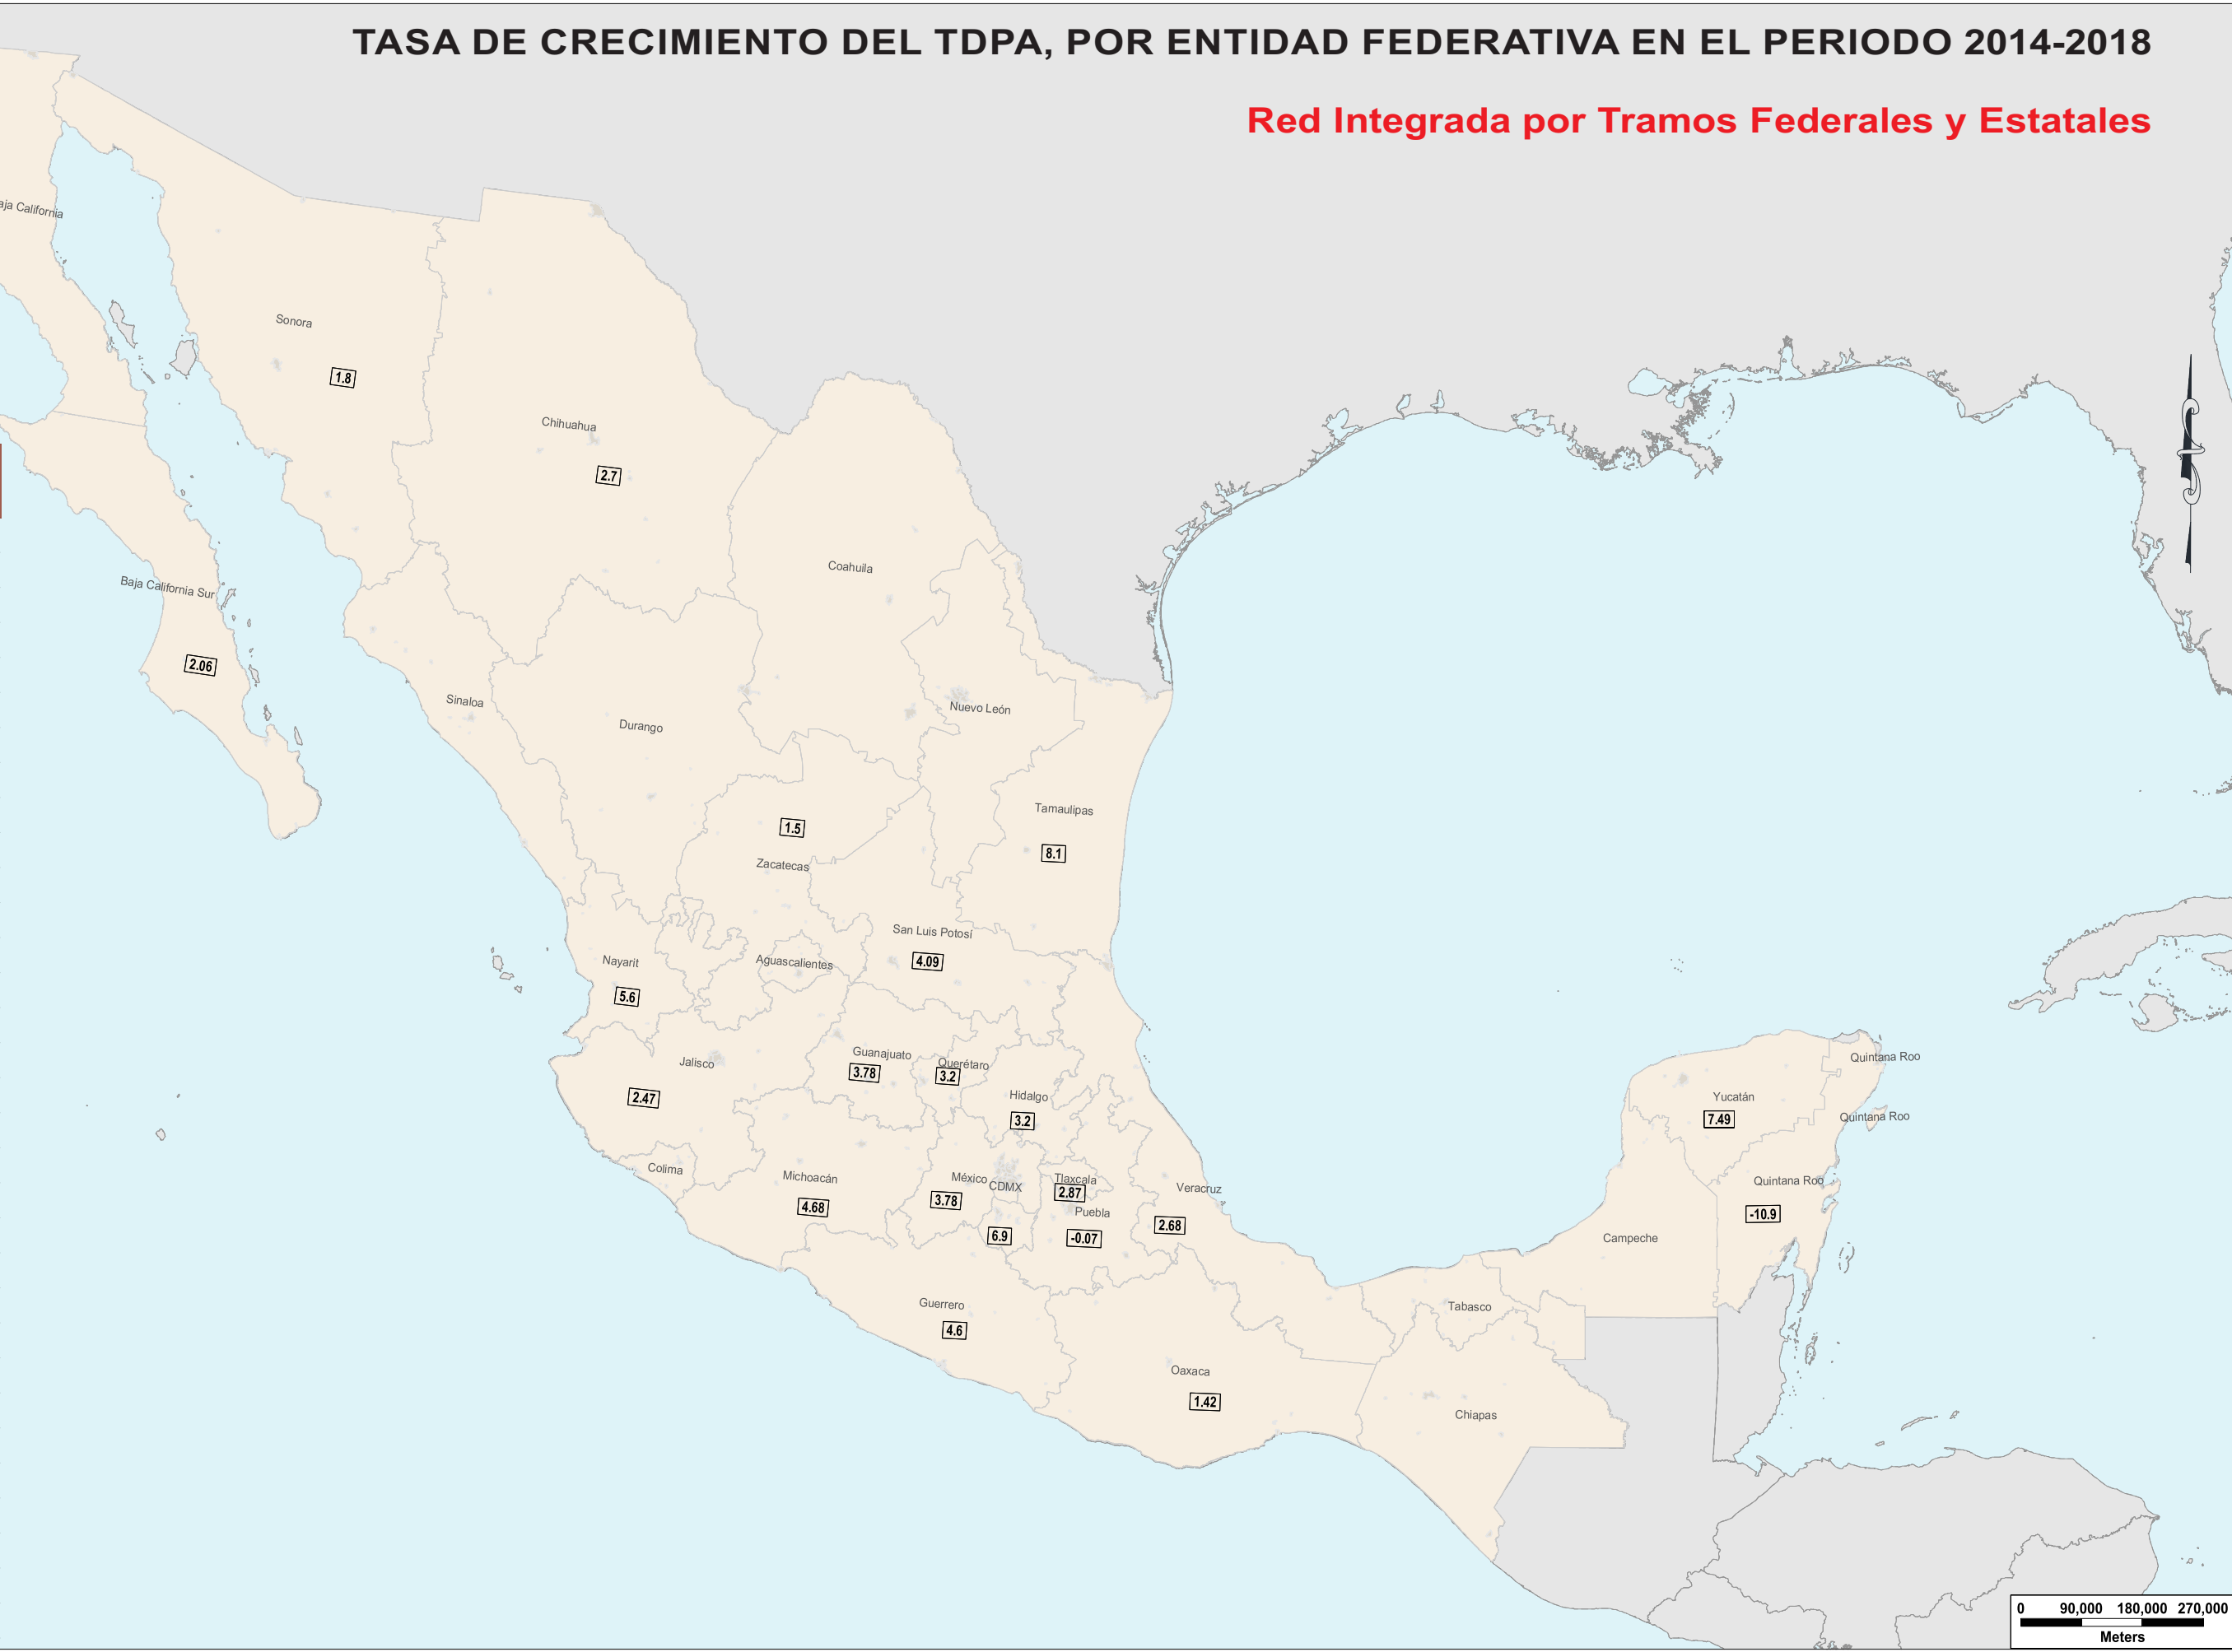 TASA DE CRECIMIENTO DEL TDPA, POR ENTIDAD FEDERATIVA EN EL PERIODO 2014-2018
Red Integrada por Tramos Federales y Estatales
aja California
Sonora
1.8
Chihuahua
2.7
Coahuila
Baja California Sur
2.06
Sinaloa
Durango
Nuevo León
Tamaulipas
8.1
1.5
Zacatecas
San Luis Potosí
4.09
Nayarit
5.6
Aguascalientes
Jalisco
2.47
Guanajuato
3.78
Querétaro
3.2
Hidalgo
3.2
Colima
Michoacán
4.68
México
3.78
CDMX
6.9
Tlaxcala
2.87
Puebla
-0.07
Veracruz
2.68
Guerrero
4.6
Oaxaca
1.42
Quintana Roo
Yucatán
7.49
Quintana Roo
Quintana Roo
-10.9
Campeche
Tabasco
Chiapas
0 90,000 180,000 270,000
Meters